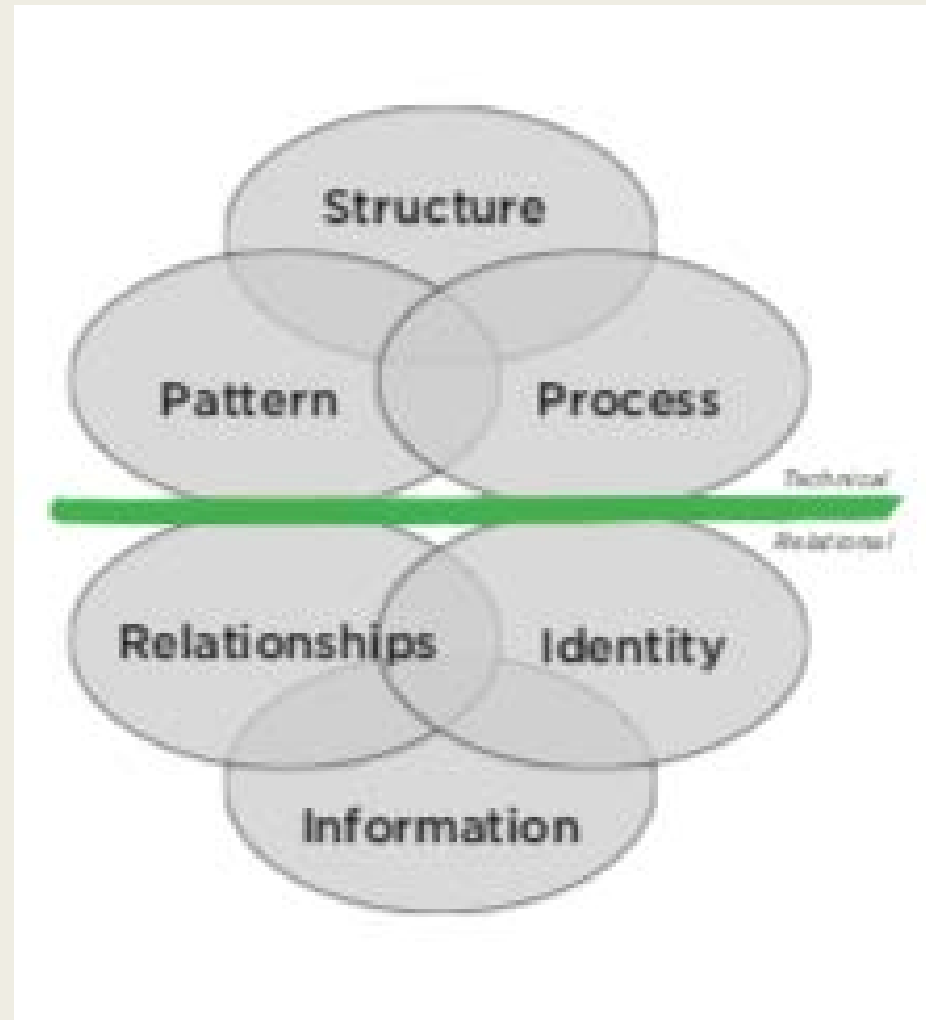 Structure
Pattern
Process
Technical
Relational
Relationships
Identity
Information